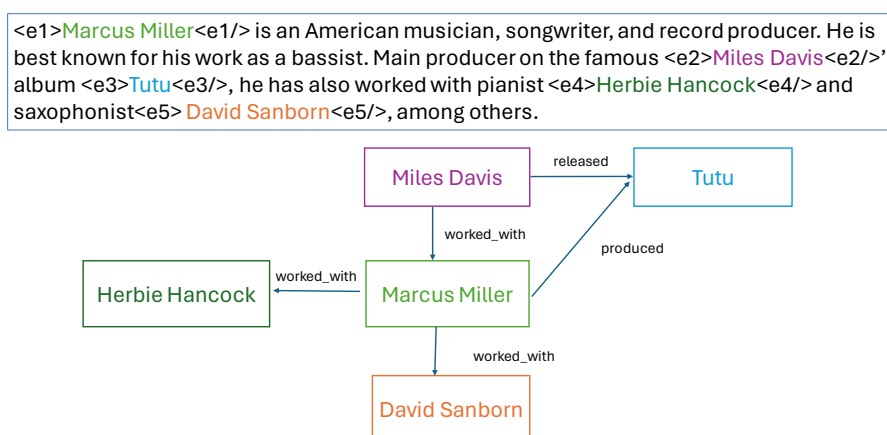 <e1>Marcus Miller<e1/> is an American musician, songwriter, and record producer. He is
best known for his work as a bassist. Main producer on the famous <e2>Miles Davis<e2/>’
album <e3>Tutu<e3/>, he has also worked with pianist <e4>Herbie Hancock<e4/> and
saxophonist<e5> David Sanborn<e5/>, among others.
released
Miles Davis
Tutu
worked_with
produced
worked_with
Herbie Hancock
Marcus Miller
worked_with
David Sanborn